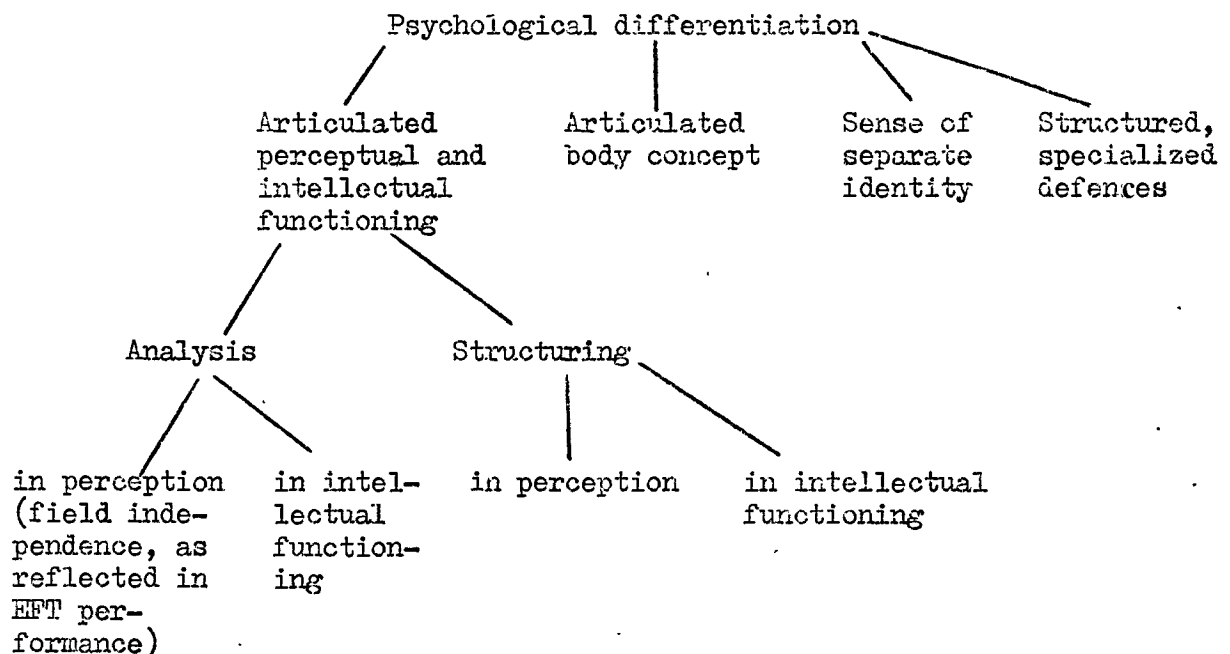 Psychological differentiation
Articulated
perceptual and
intellectual
functioning
Articulated
body concept
Sense of
separate
identity
Structured,
specialized
defences
Analysis
Structuring
in perception
(field inde-
pendence, as
reflected in
EFT per-
formance)
in intel-
lectual
function-
ing
in perception
in intellectual
functioning